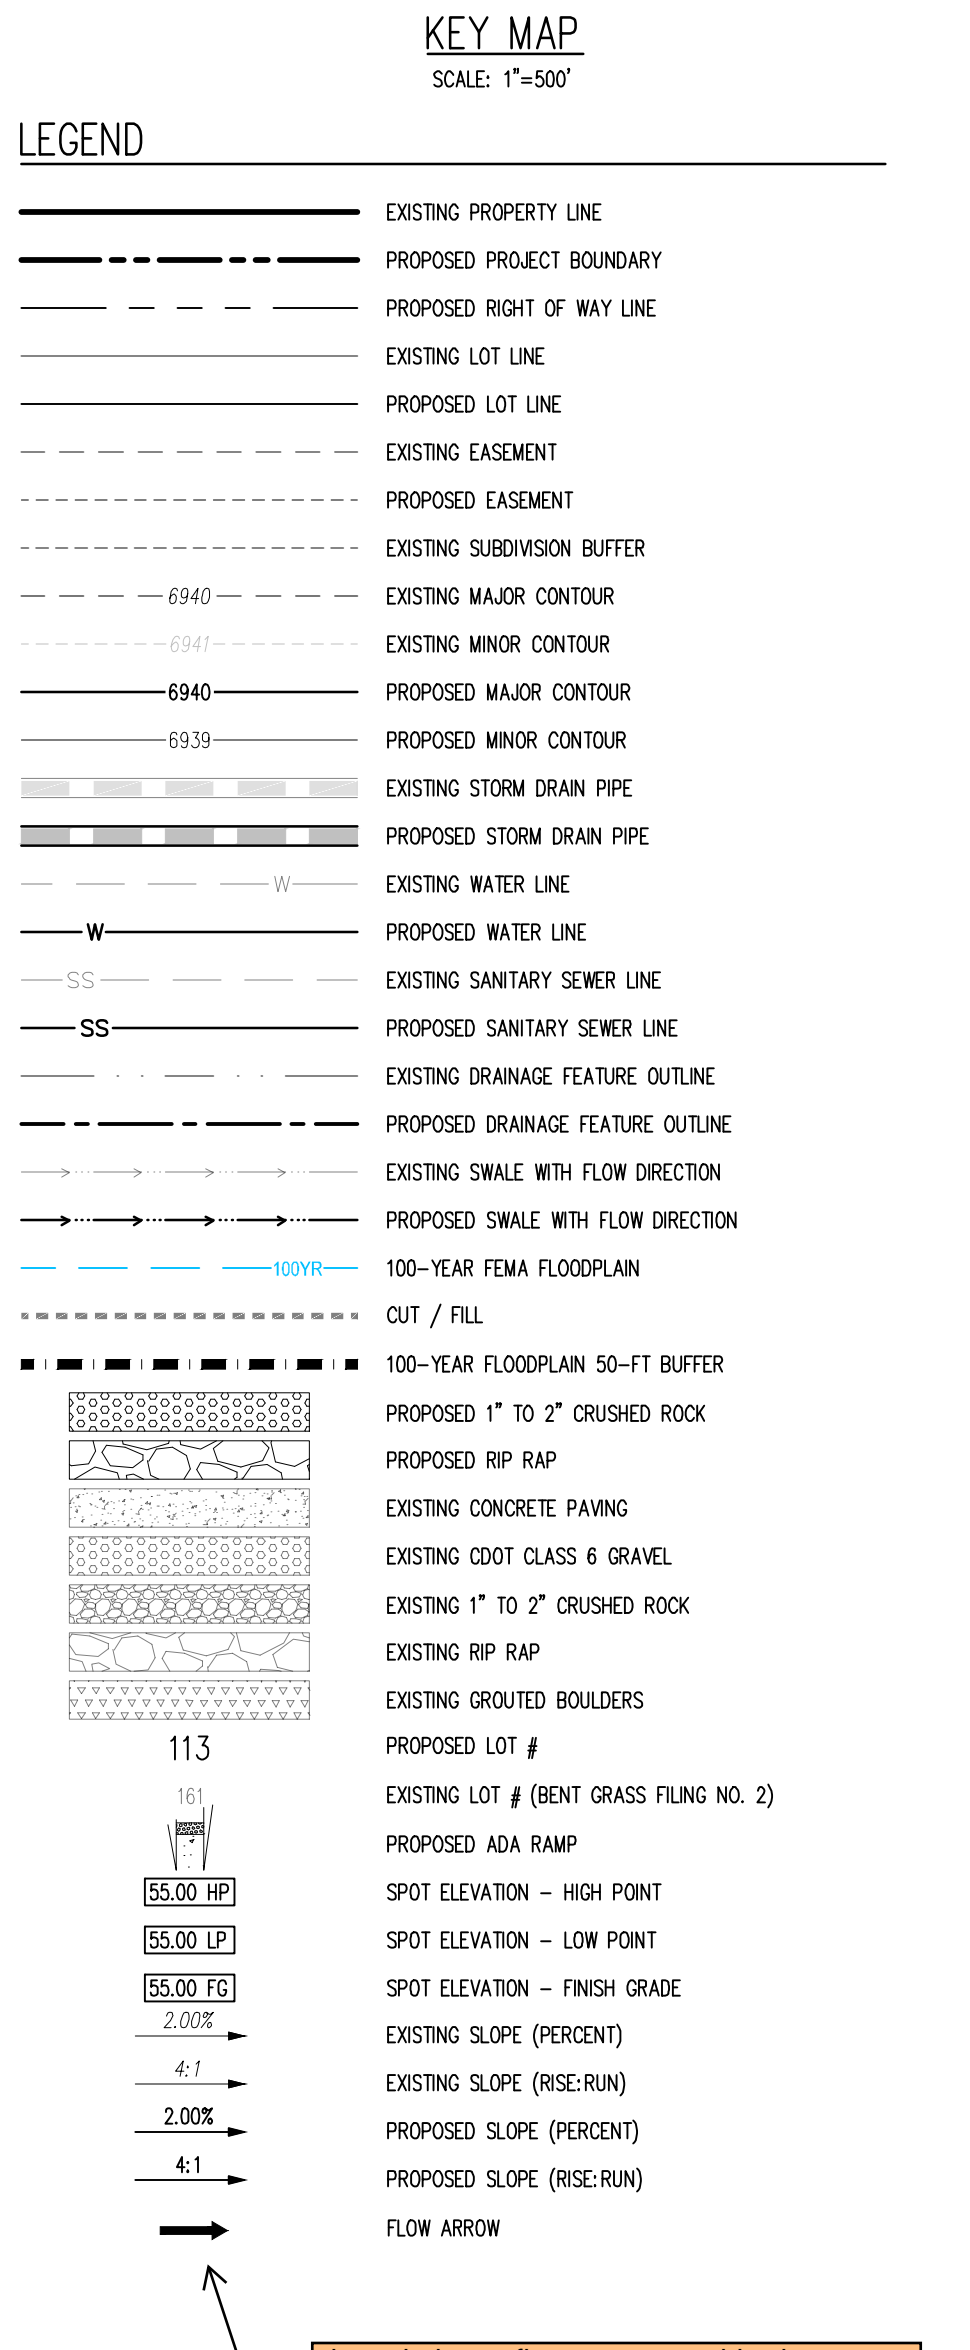 KEY MAP
SCALE: 1"=500'
LEGEND
EXISTING PROPERTY LINE
PROPOSED PROJECT BOUNDARY
PROPOSED RIGHT OF WAY LINE
EXISTING LOT LINE
PROPOSED LOT LINE
EXISTING EASEMENT
PROPOSED EASEMENT
EXISTING SUBDIVISION BUFFER
6940 EXISTING MAJOR CONTOUR
6941 EXISTING MINOR CONTOUR
6940 PROPOSED MAJOR CONTOUR
6939 PROPOSED MINOR CONTOUR
EXISTING STORM DRAIN PIPE
PROPOSED STORM DRAIN PIPE
W EXISTING WATER LINE
W PROPOSED WATER LINE
SS EXISTING SANITARY SEWER LINE
SS PROPOSED SANITARY SEWER LINE
EXISTING DRAINAGE FEATURE OUTLINE
PROPOSED DRAINAGE FEATURE OUTLINE
EXISTING SWALE WITH FLOW DIRECTION
PROPOSED SWALE WITH FLOW DIRECTION
100YR 100-YEAR FEMA FLOODPLAIN
CUT / FILL
100-YEAR FLOODPLAIN 50-FT BUFFER
PROPOSED 1" TO 2" CRUSHED ROCK
PROPOSED RIP RAP
EXISTING CONCRETE PAVING
EXISTING CDOT CLASS 6 GRAVEL
EXISTING 1" TO 2" CRUSHED ROCK
EXISTING RIP RAP
EXISTING GROUTED BOULDERS
113 PROPOSED LOT #
161 EXISTING LOT # (BENT GRASS FILING NO. 2)
PROPOSED ADA RAMP
55.00 HP SPOT ELEVATION - HIGH POINT
55.00 LP SPOT ELEVATION - LOW POINT
55.00 FG SPOT ELEVATION - FINISH GRADE
2.00% EXISTING SLOPE (PERCENT)
4:1 EXISTING SLOPE (RISE:RUN)
2.00% PROPOSED SLOPE (PERCENT)
4:1 PROPOSED SLOPE (RISE:RUN)
FLOW ARROW